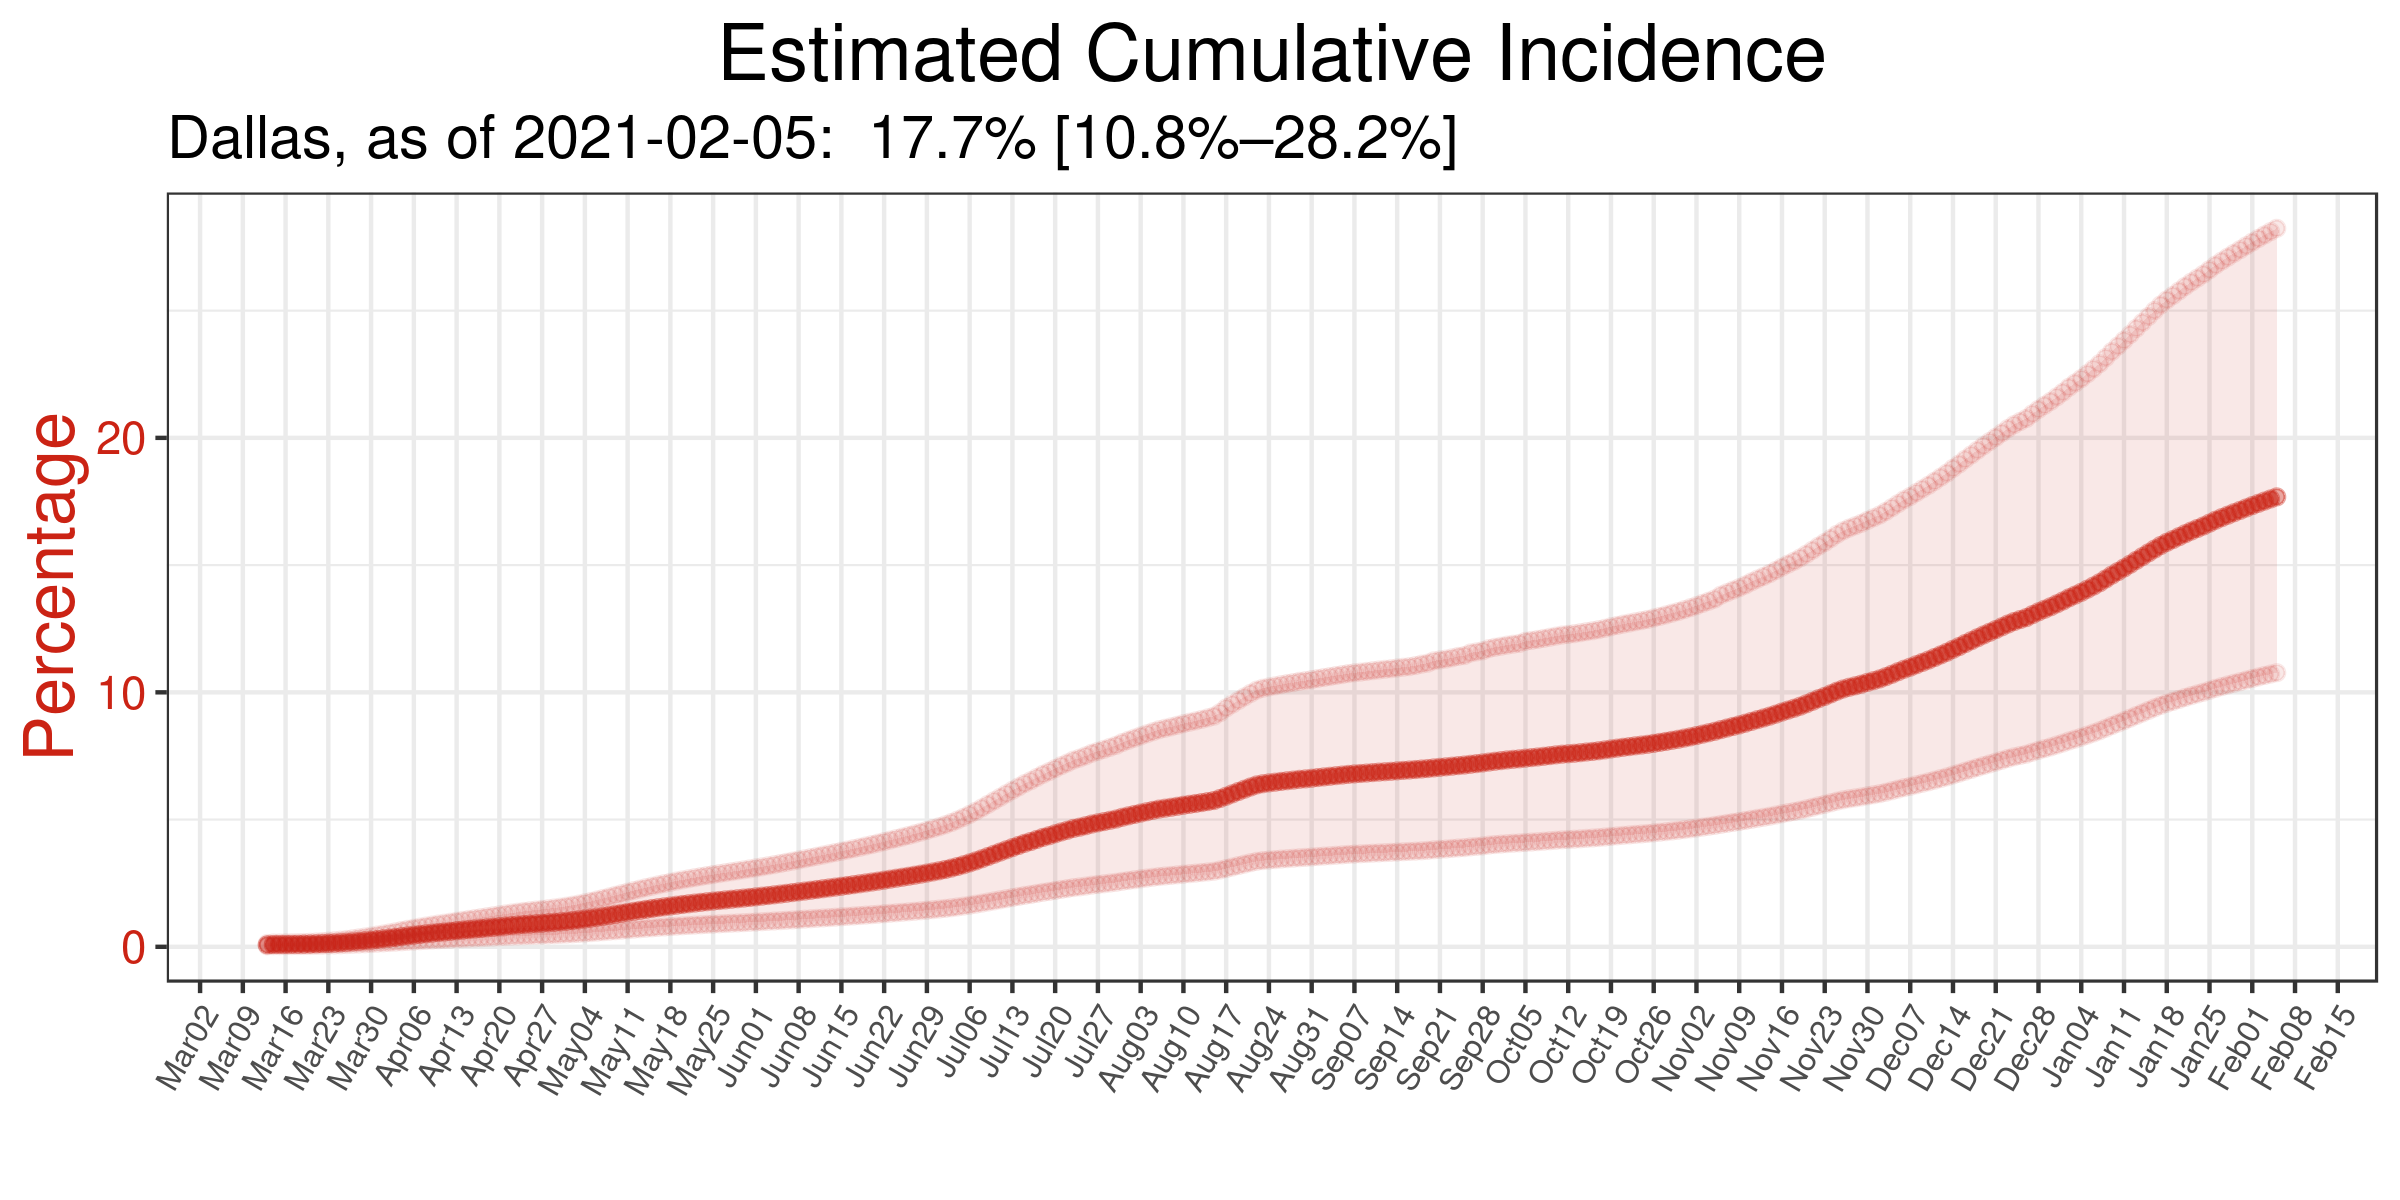 Estimated Cumulative Incidence
Dallas, as of 2021-02-05:  17.7% [10.8%–28.2%]
Percentage
20
10
0
Mar02
Mar09
Mar16
Mar23
Mar30
Apr06
Apr13
Apr20
Apr27
May04
May11
May18
May25
Jun01
Jun08
Jun15
Jun22
Jun29
Jul06
Jul13
Jul20
Jul27
Aug03
Aug10
Aug17
Aug24
Aug31
Sep07
Sep14
Sep21
Sep28
Oct05
Oct12
Oct19
Oct26
Nov02
Nov09
Nov16
Nov23
Nov30
Dec07
Dec14
Dec21
Dec28
Jan04
Jan11
Jan18
Jan25
Feb01
Feb08
Feb15